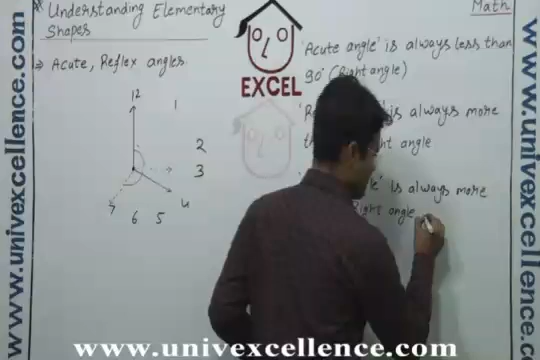 Understanding Elementary
Shapes
Math
⇒ Acute, Reflex angles
EXCEL
'Acute angle' is always less than
90° (Right angle)
is always more
ht angle
e' is always more
Right angle
12
1
2
3
4
5
6
7
www.univexcellence.com
www.univexcellence.com
www.univexcellence.com